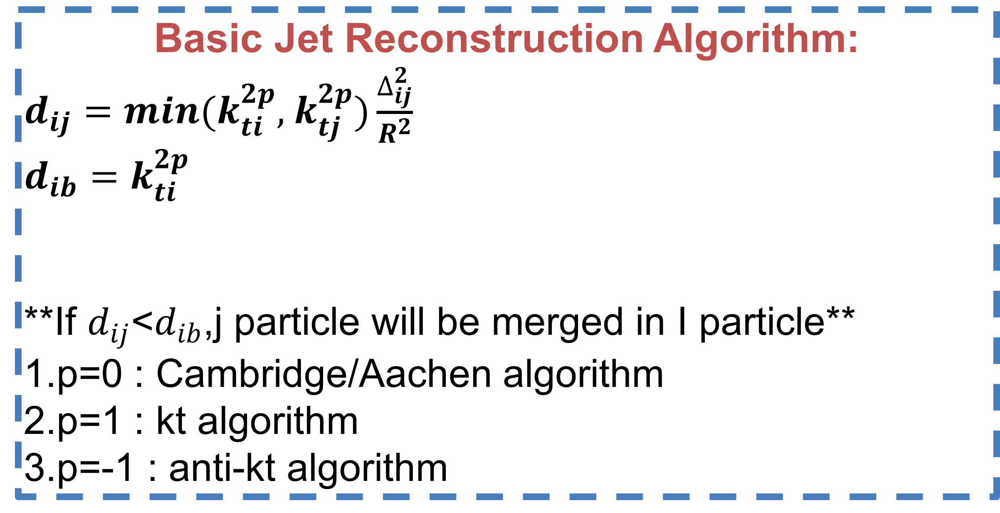 Basic Jet Reconstruction Algorithm:
$d_{ij} = min(k_{ti}^{2p}, k_{tj}^{2p}) \frac{\Delta_{ij}^{2}}{R^{2}}$
$d_{ib} = k_{ti}^{2p}$
**If $d_{ij}$<$d_{ib}$,j particle will be merged in I particle**
1.p=0 : Cambridge/Aachen algorithm
2.p=1 : kt algorithm
3.p=-1 : anti-kt algorithm